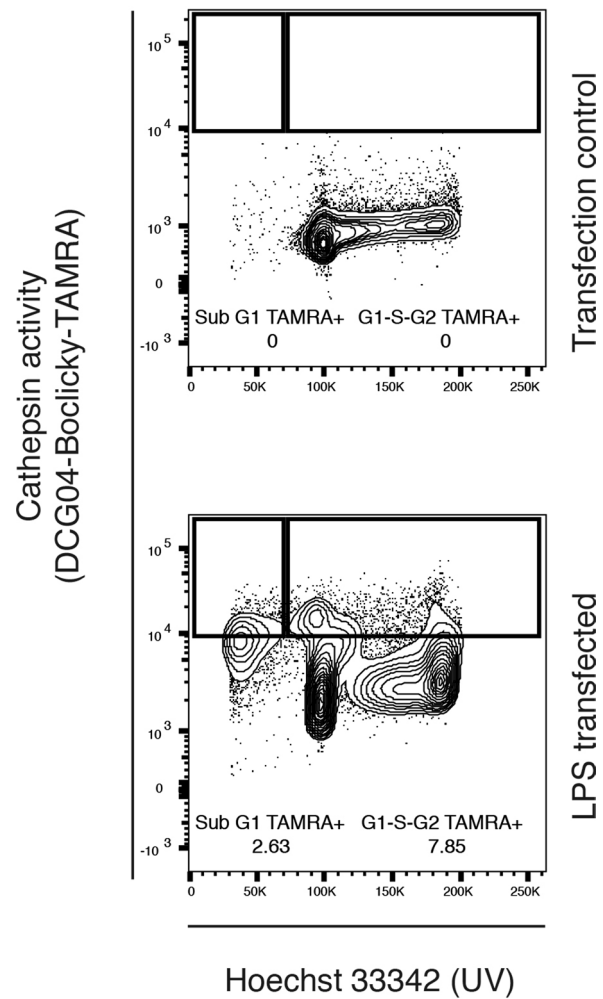 Cathepsin activity
(DCG04-Boclicky-TAMRA)
10 5
10 4
10 3
0
-10 3
Sub G1 TAMRA+ G1-S-G2 TAMRA+
0 0
0 50K 100K 150K 200K 250K
Transfection control
10 5
10 4
10 3
0
-10 3
Sub G1 TAMRA+ G1-S-G2 TAMRA+
2.63 7.85
0 50K 100K 150K 200K 250K
LPS transfected
Hoechst 33342 (UV)